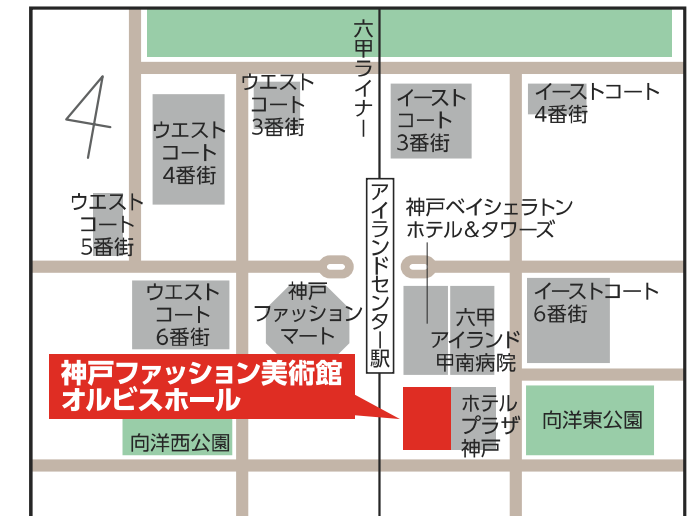 六甲ライナー
ウエスト
コート
3番街
イースト
コート
3番街
イーストコート
4番街
ウエスト
コート
4番街
ウエスト
コート
5番街
アイランドセンター駅
神戸ベイシェラトン
ホテル&タワーズ
ウエスト
コート
6番街
神戸
ファッション
マート
六甲
アイランド
甲南病院
イーストコート
6番街
神戸ファッション美術館
オルビスホール
ホテル
プラザ
神戸
向洋東公園
向洋西公園